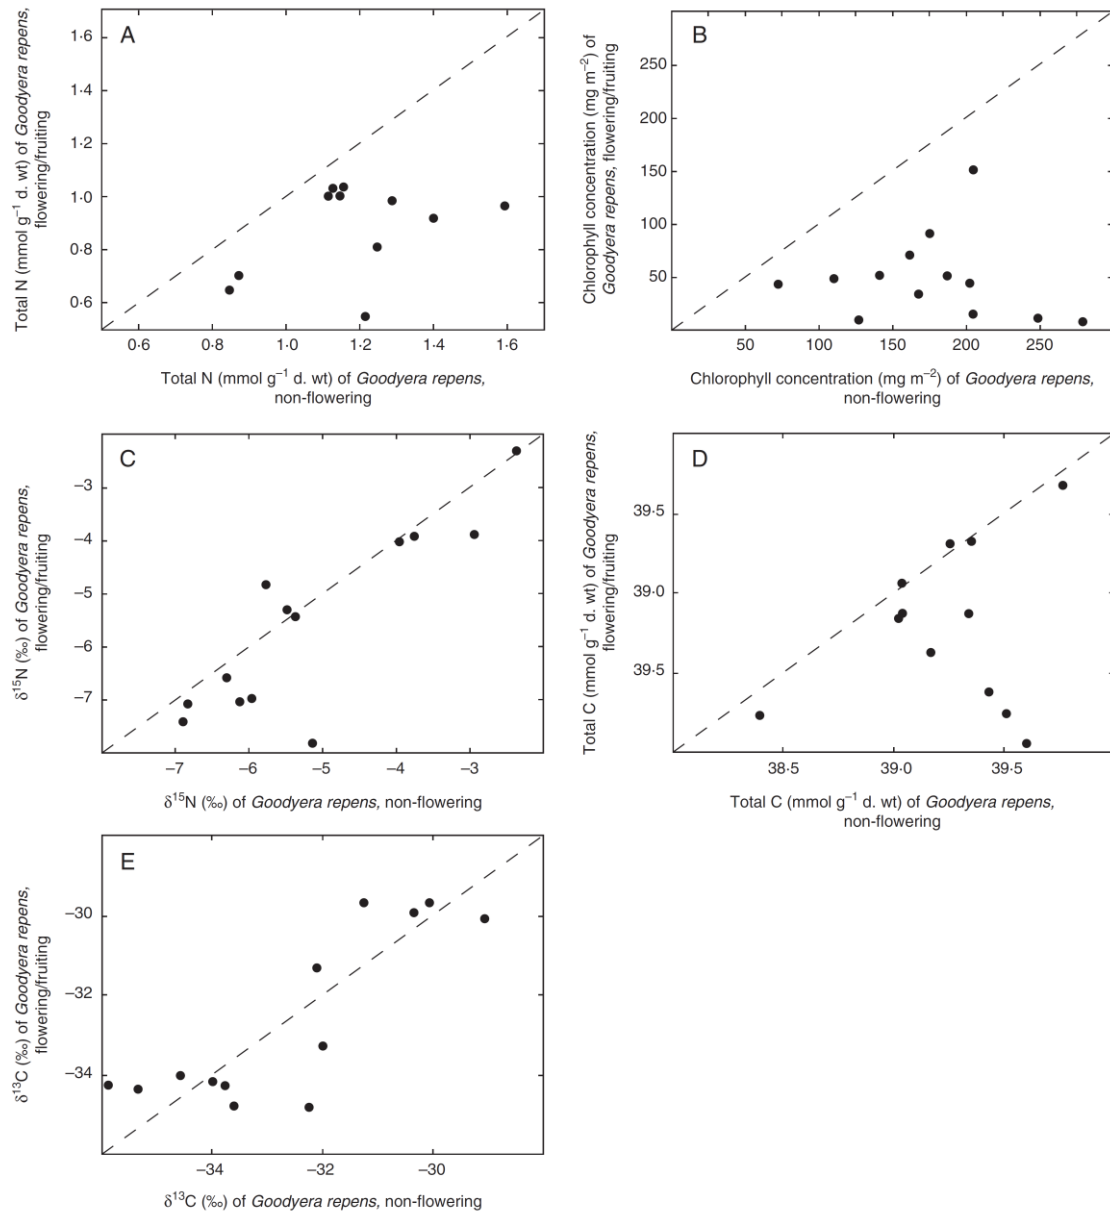 A
Total N (mmol g⁻¹ d. wt) of Goodyera repens,
flowering/fruiting
1·6
1·4
1·2
1·0
0·8
0·6
0·6
0·8
1·0
1·2
1·4
1·6
Total N (mmol g⁻¹ d. wt) of Goodyera repens,
non-flowering
B
Chlorophyll concentration (mg m⁻²) of
Goodyera repens, flowering/fruiting
250
200
150
100
50
50
100
150
200
250
Chlorophyll concentration (mg m⁻²) of Goodyera repens,
non-flowering
C
δ¹⁵N (‰) of Goodyera repens,
flowering/fruiting
–3
–4
–5
–6
–7
–7
–6
–5
–4
–3
δ¹⁵N (‰) of Goodyera repens, non-flowering
D
Total C (mmol g⁻¹ d. wt) of Goodyera repens,
flowering/fruiting
39·5
39·0
39·5
38·5
39·0
39·5
Total C (mmol g⁻¹ d. wt) of Goodyera repens,
non-flowering
E
δ¹³C (‰) of Goodyera repens,
flowering/fruiting
–30
–32
–34
–34
–32
–30
δ¹³C (‰) of Goodyera repens, non-flowering